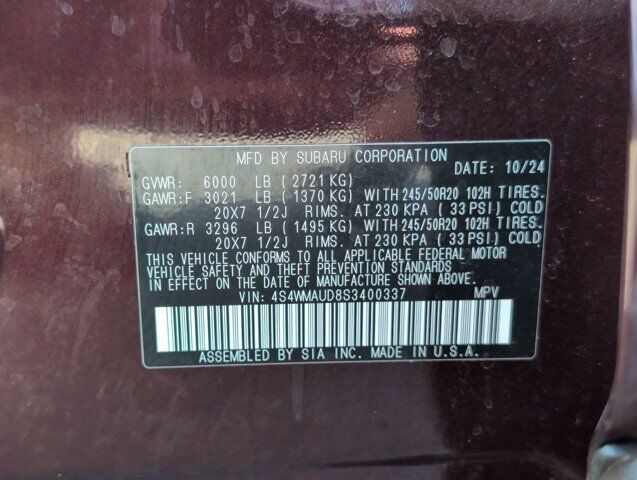 MFD BY SUBARU CORPORATION
DATE: 10/24
GVWR: 6000 LB ( 2721 KG)
GAWR:F 3021 LB ( 1370 KG) WITH 245/50R20 102H TIRES.
20X7 1/2J RIMS. AT 230 KPA ( 33 PSI) COLD
GAWR:R 3296 LB ( 1495 KG) WITH 245/50R20 102H TIRES.
20X7 1/2J RIMS. AT 230 KPA ( 33 PSI) COLD
THIS VEHICLE CONFORMS TO ALL APPLICABLE FEDERAL MOTOR
VEHICLE SAFETY AND THEFT PREVENTION STANDARDS
IN EFFECT ON THE DATE OF MANUFACTURE SHOWN ABOVE.
VIN: 4S4WMAUD8S3400337 MPV
ASSEMBLED BY SIA INC. MADE IN U.S.A.